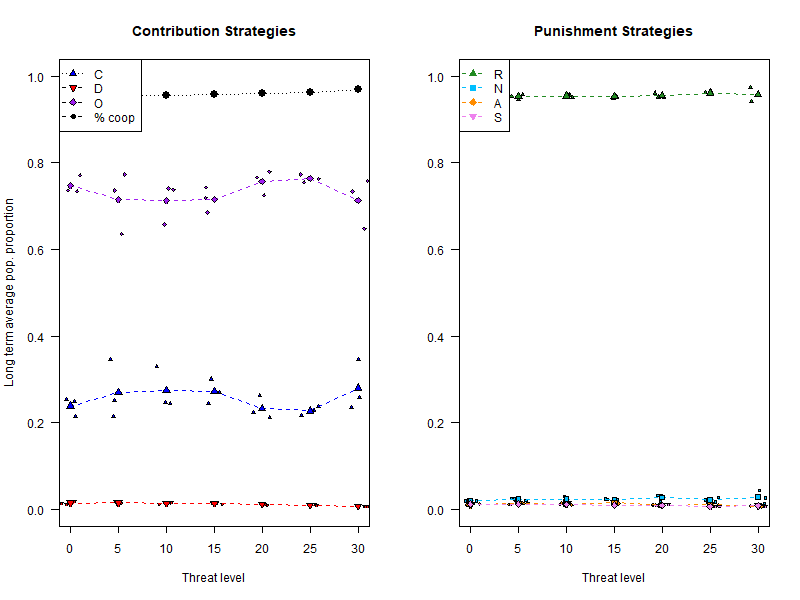 Contribution Strategies
C
D
O
% coop
Long term average pop. proportion
1.0
0.8
0.6
0.4
0.2
0.0
0 5 10 15 20 25 30
Threat level
Punishment Strategies
R
N
A
S
1.0
0.8
0.6
0.4
0.2
0.0
0 5 10 15 20 25 30
Threat level